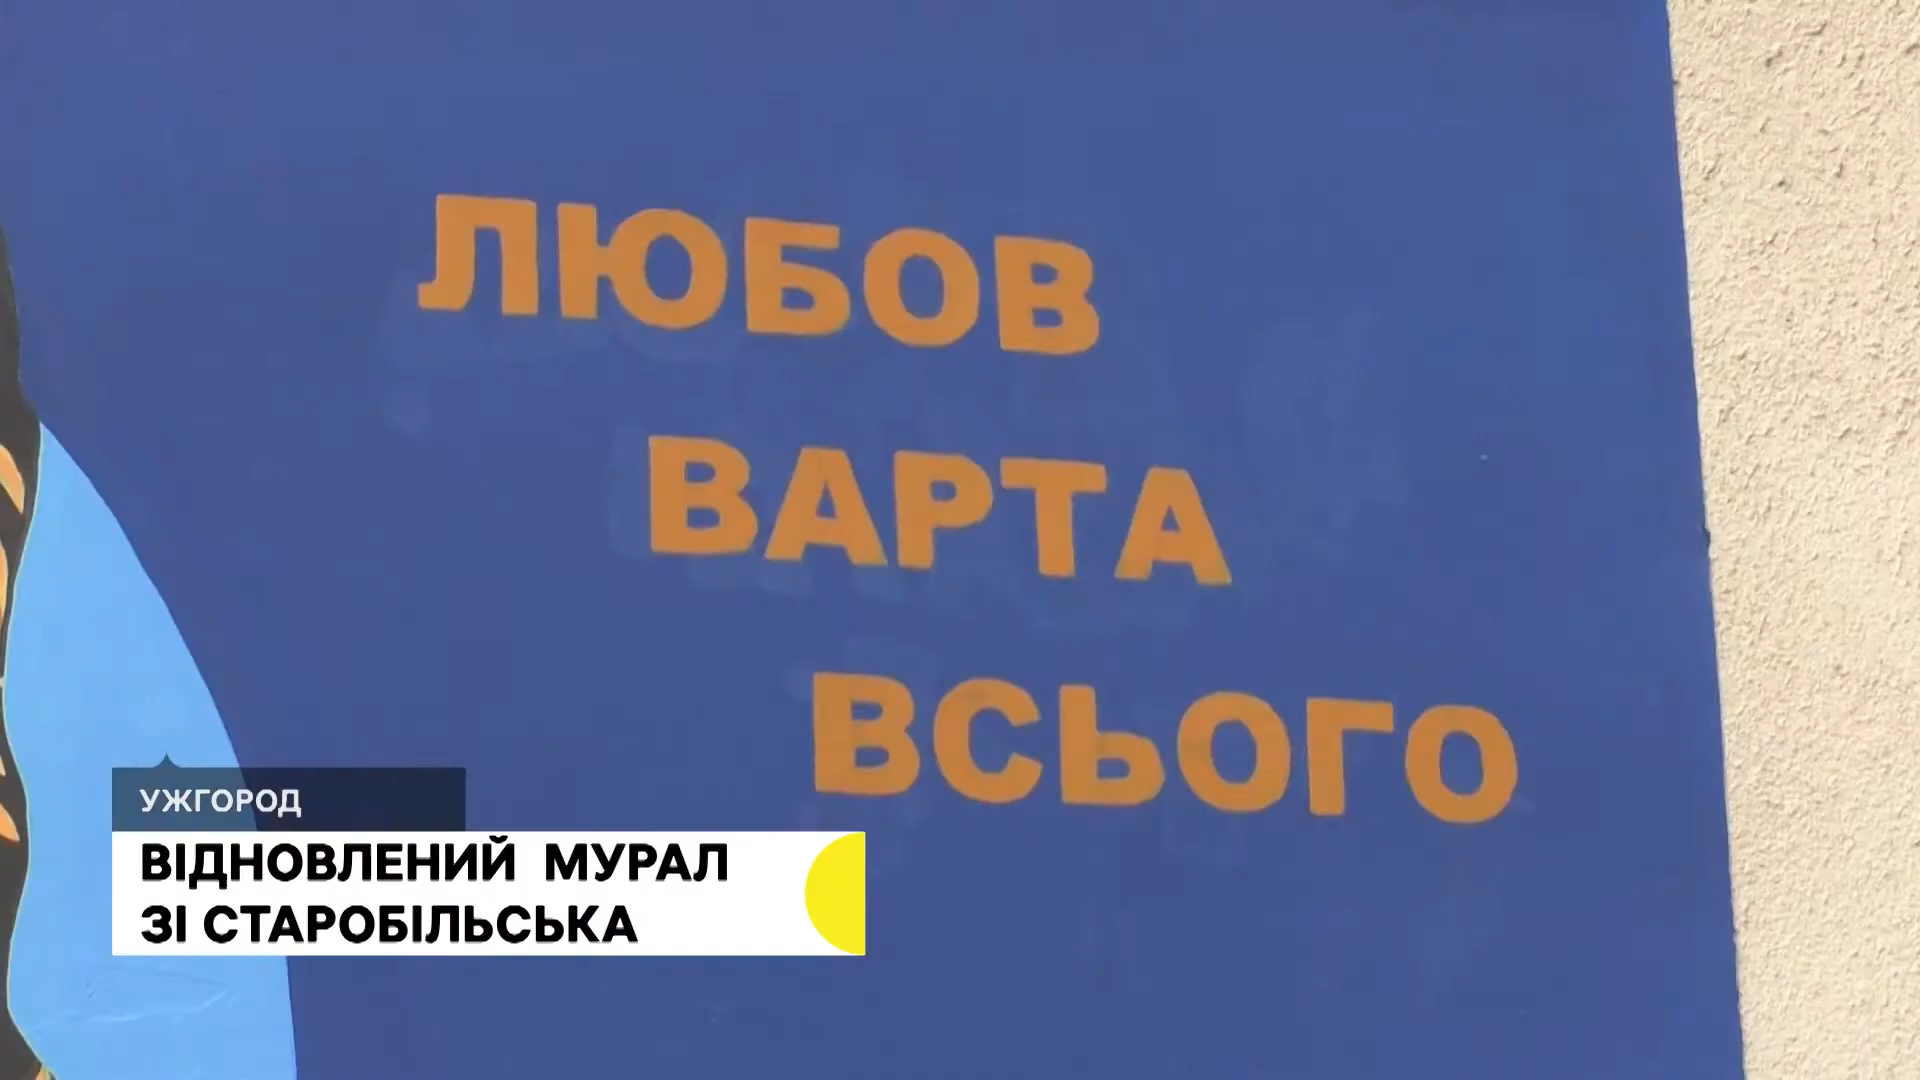 ЛЮБОВ
ВАРТА
ВСЬОГО
УЖГОРОД
ВІДНОВЛЕНИЙ МУРАЛ
ЗІ СТАРОБІЛЬСЬКА